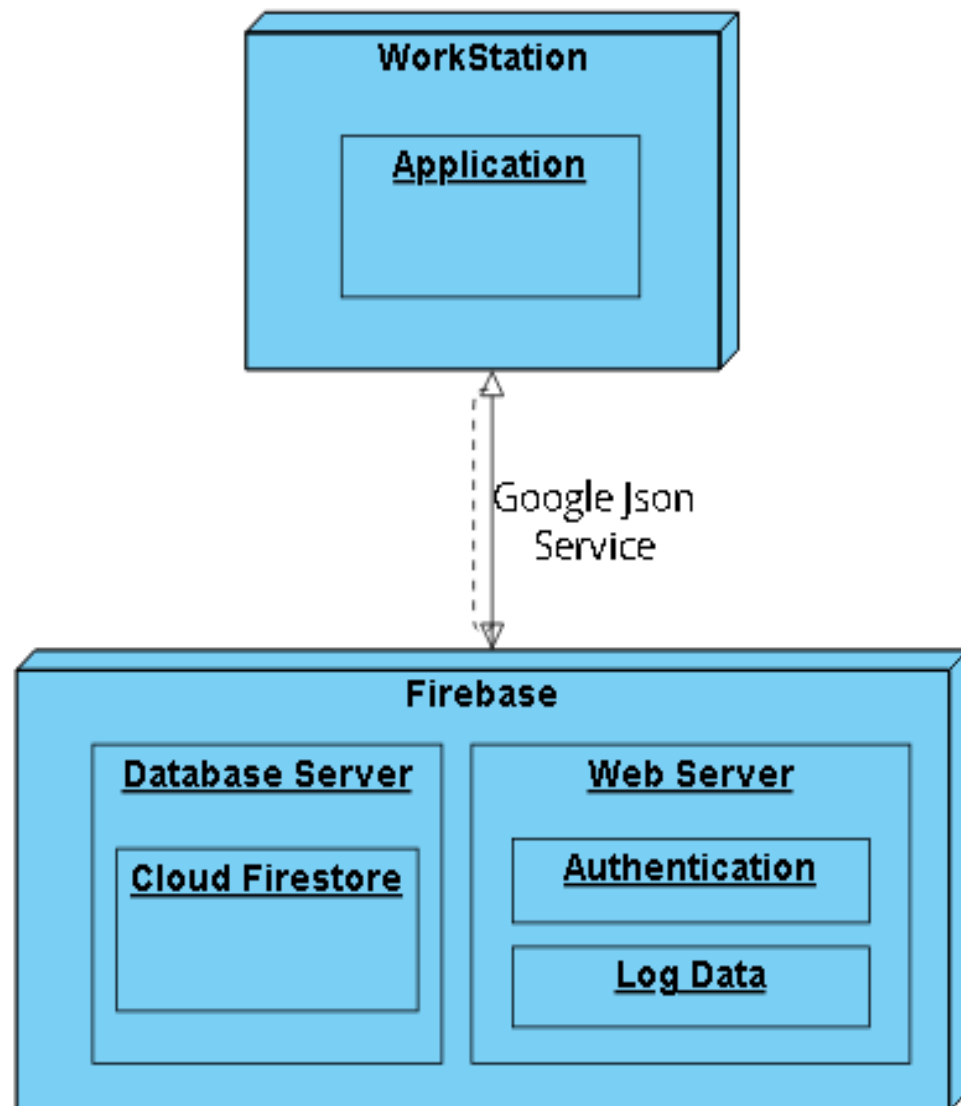 WorkStation
Application
Google Json
Service
Firebase
Database Server
Cloud Firestore
Web Server
Authentication
Log Data